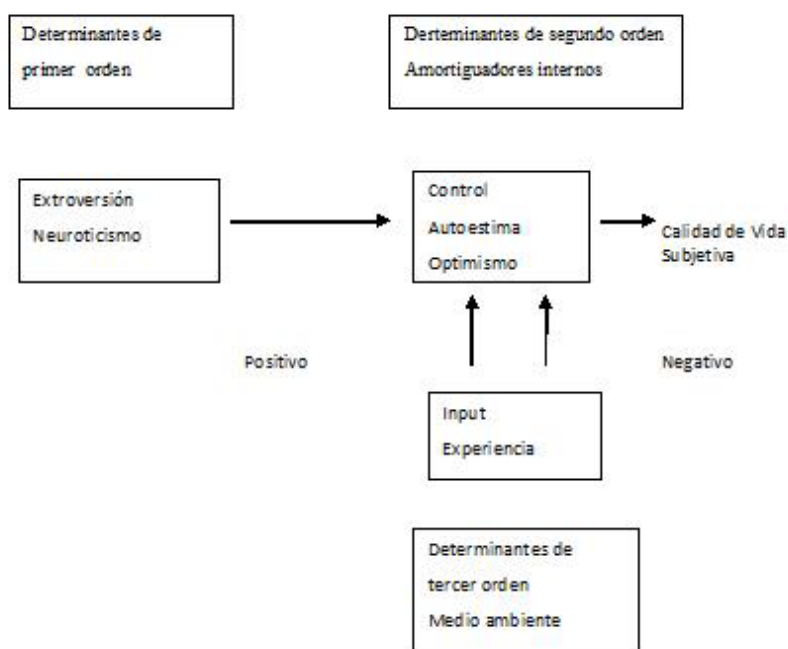 Determinantes de
primer orden
Derteminantes de segundo orden
Amortiguadores internos
Extroversión
Neuroticismo
Control
Autoestima
Optimismo
Calidad de Vida
Subjetiva
Positivo
Negativo
Input
Experiencia
Determinantes de
tercer orden
Medio ambiente